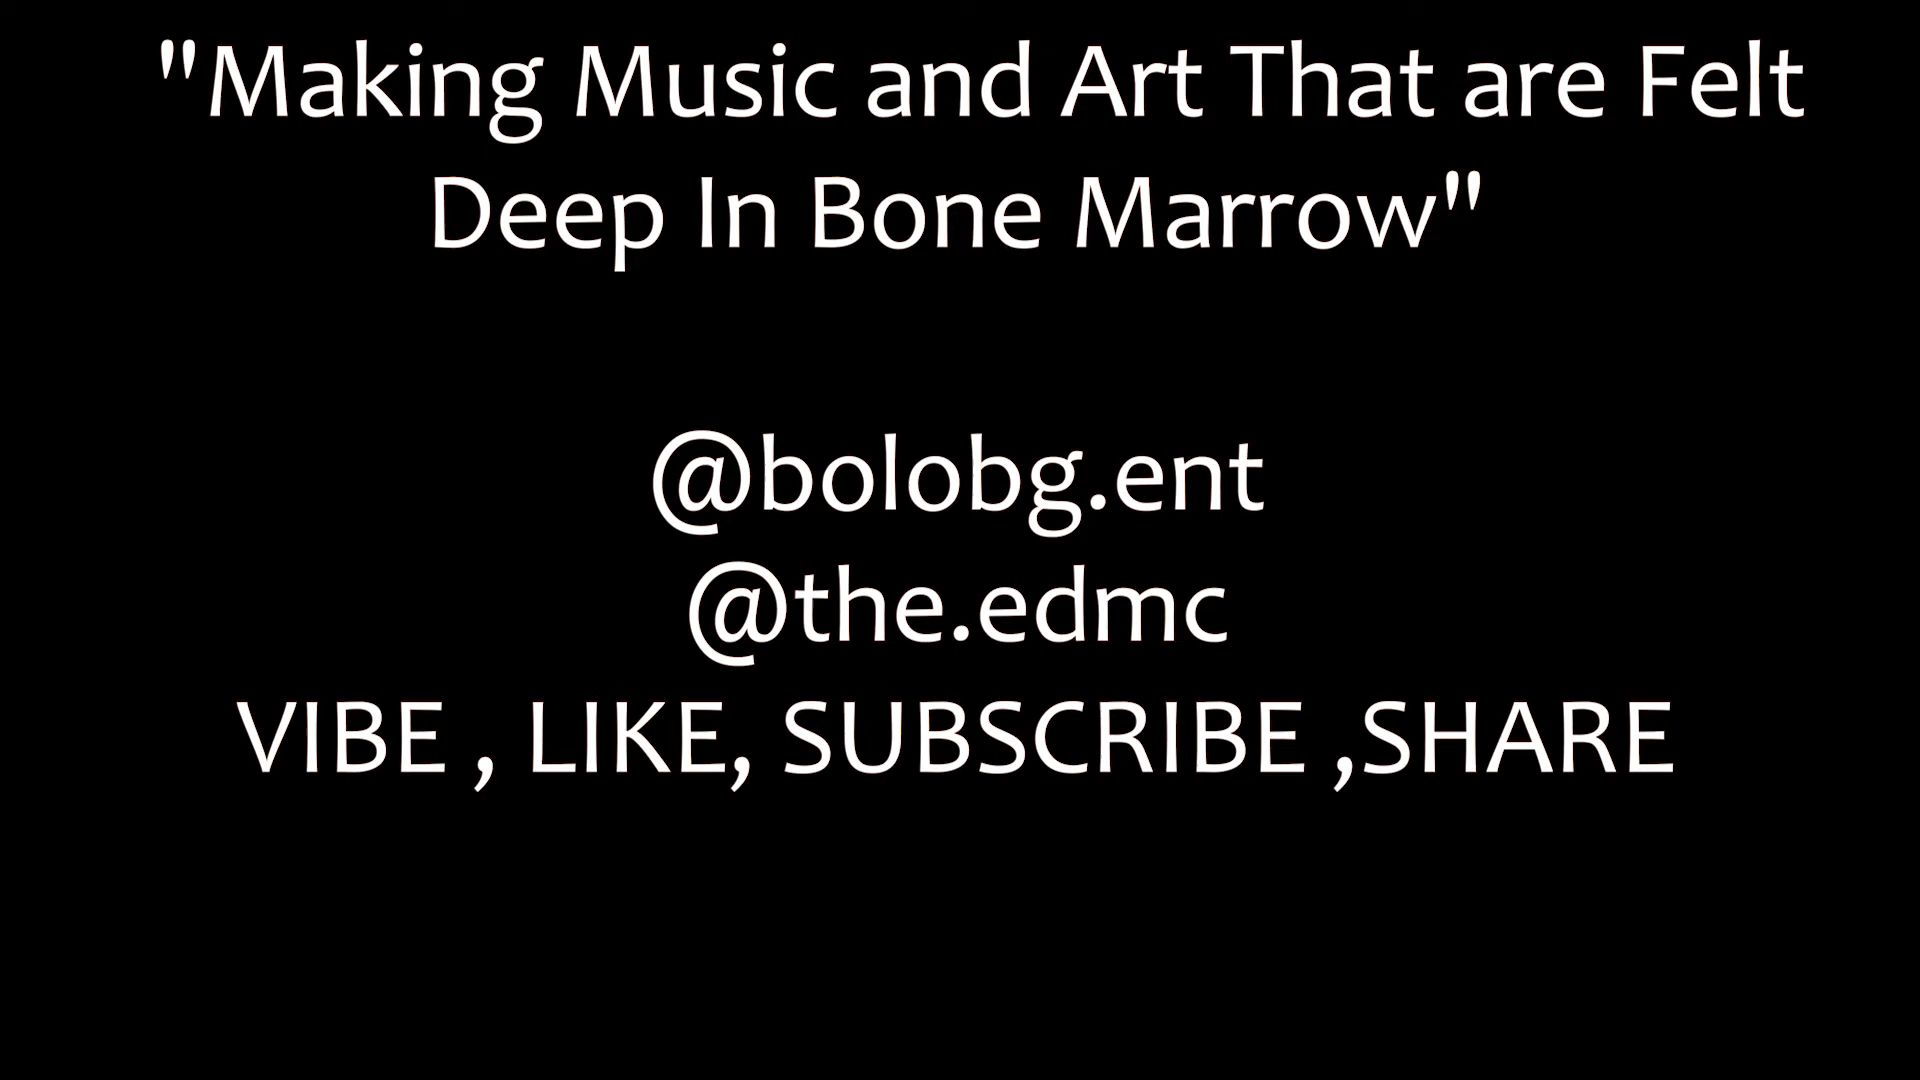 "Making Music and Art That are Felt
Deep In Bone Marrow"
@bolobg.ent
@the.edmc
VIBE , LIKE, SUBSCRIBE ,SHARE